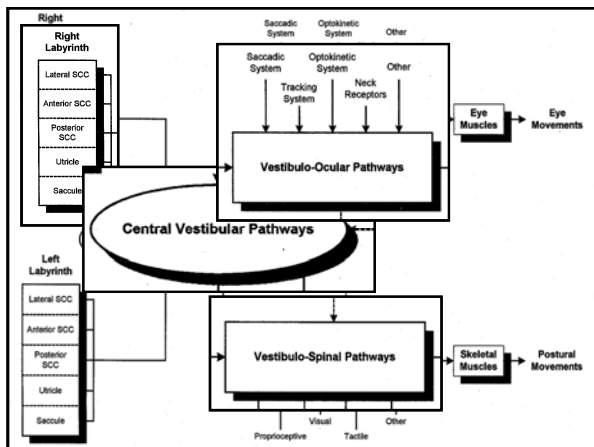 Right
Right
Labyrinth
Lateral SCC
Anterior SCC
Posterior
SCC
Utricle
Saccule
Saccadic
System
Optokinetic
System
Other
Saccadic
System
Optokinetic
System
Other
Tracking
System
Neck
Receptors
Vestibulo-Ocular Pathways
Eye
Muscles
Eye
Movements
Central Vestibular Pathways
Left
Labyrinth
Lateral SCC
Anterior SCC
Posterior
SCC
Utricle
Saccule
Vestibulo-Spinal Pathways
Skeletal
Muscles
Postural
Movements
Proprioceptive
Visual
Tactile
Other